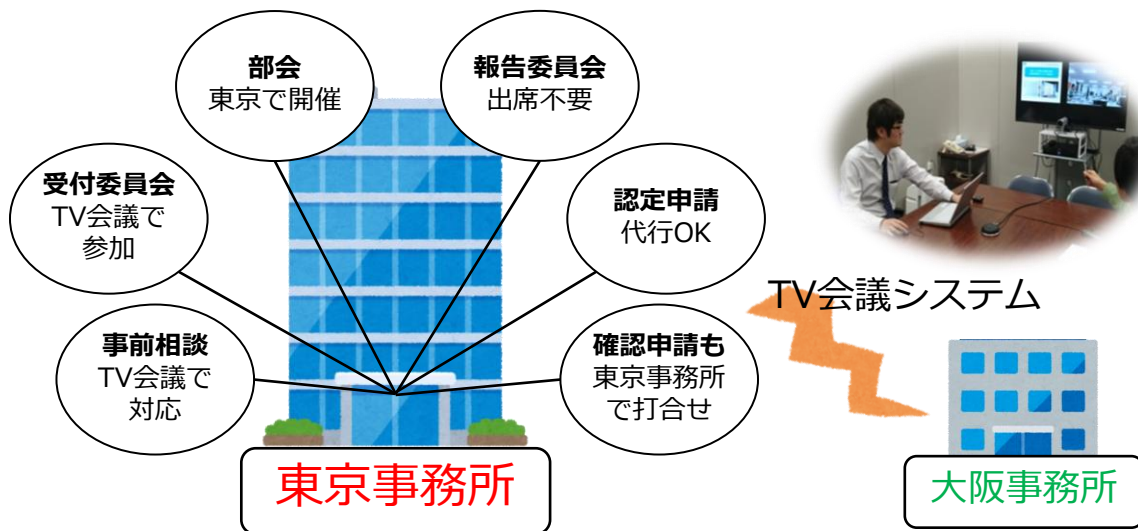 部会
東京で開催
報告委員会
出席不要
受付委員会
TV会議で
参加
認定申請
代行OK
事前相談
TV会議で
対応
確認申請も
東京事務所
で打合せ
東京事務所
TV会議システム
大阪事務所